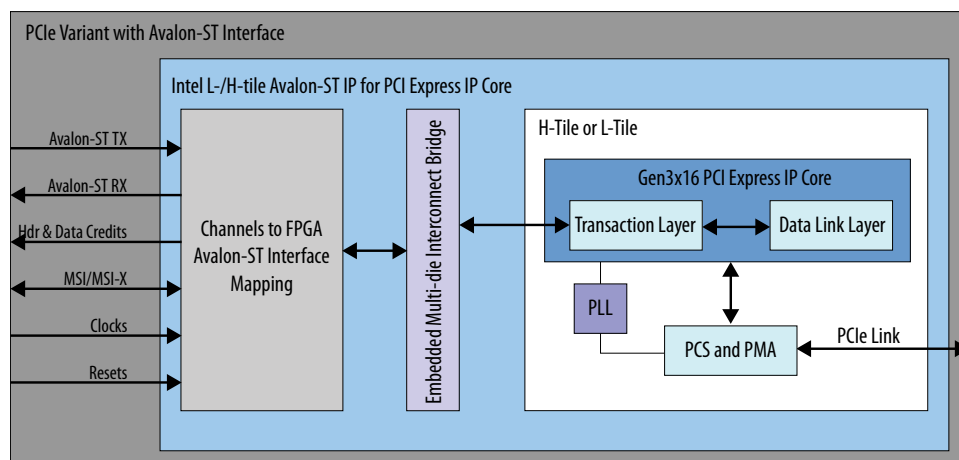 PCIe Variant with Avalon-ST Interface
Intel L-/H-tile Avalon-ST IP for PCI Express IP Core
Avalon-ST TX
Avalon-ST RX
Hdr & Data Credits
MSI/MSI-X
Clocks
Resets
Channels to FPGA
Avalon-ST Interface
Mapping
Embedded Multi-die Interconnect Bridge
H-Tile or L-Tile
Gen3x16 PCI Express IP Core
Transaction Layer
Data Link Layer
PLL
PCS and PMA
PCIe Link